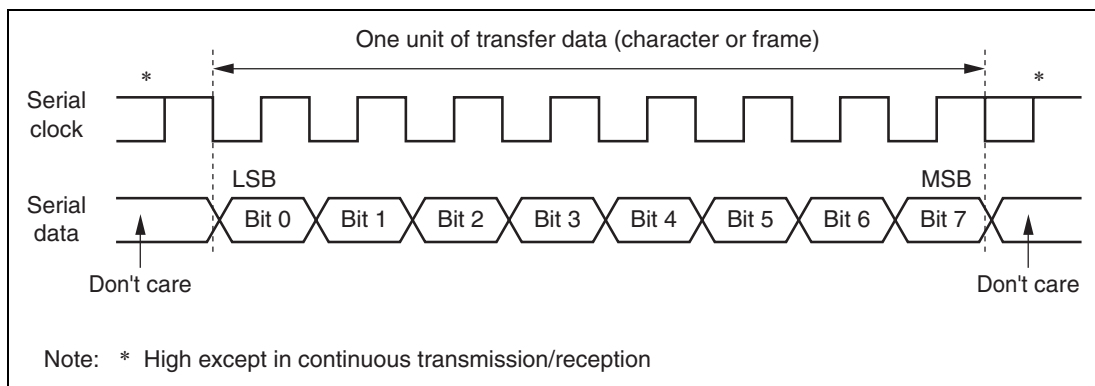 One unit of transfer data (character or frame)
* *
Serial clock
LSB MSB
Serial data
Bit 0 Bit 1 Bit 2 Bit 3 Bit 4 Bit 5 Bit 6 Bit 7
Don't care Don't care
Note: * High except in continuous transmission/reception